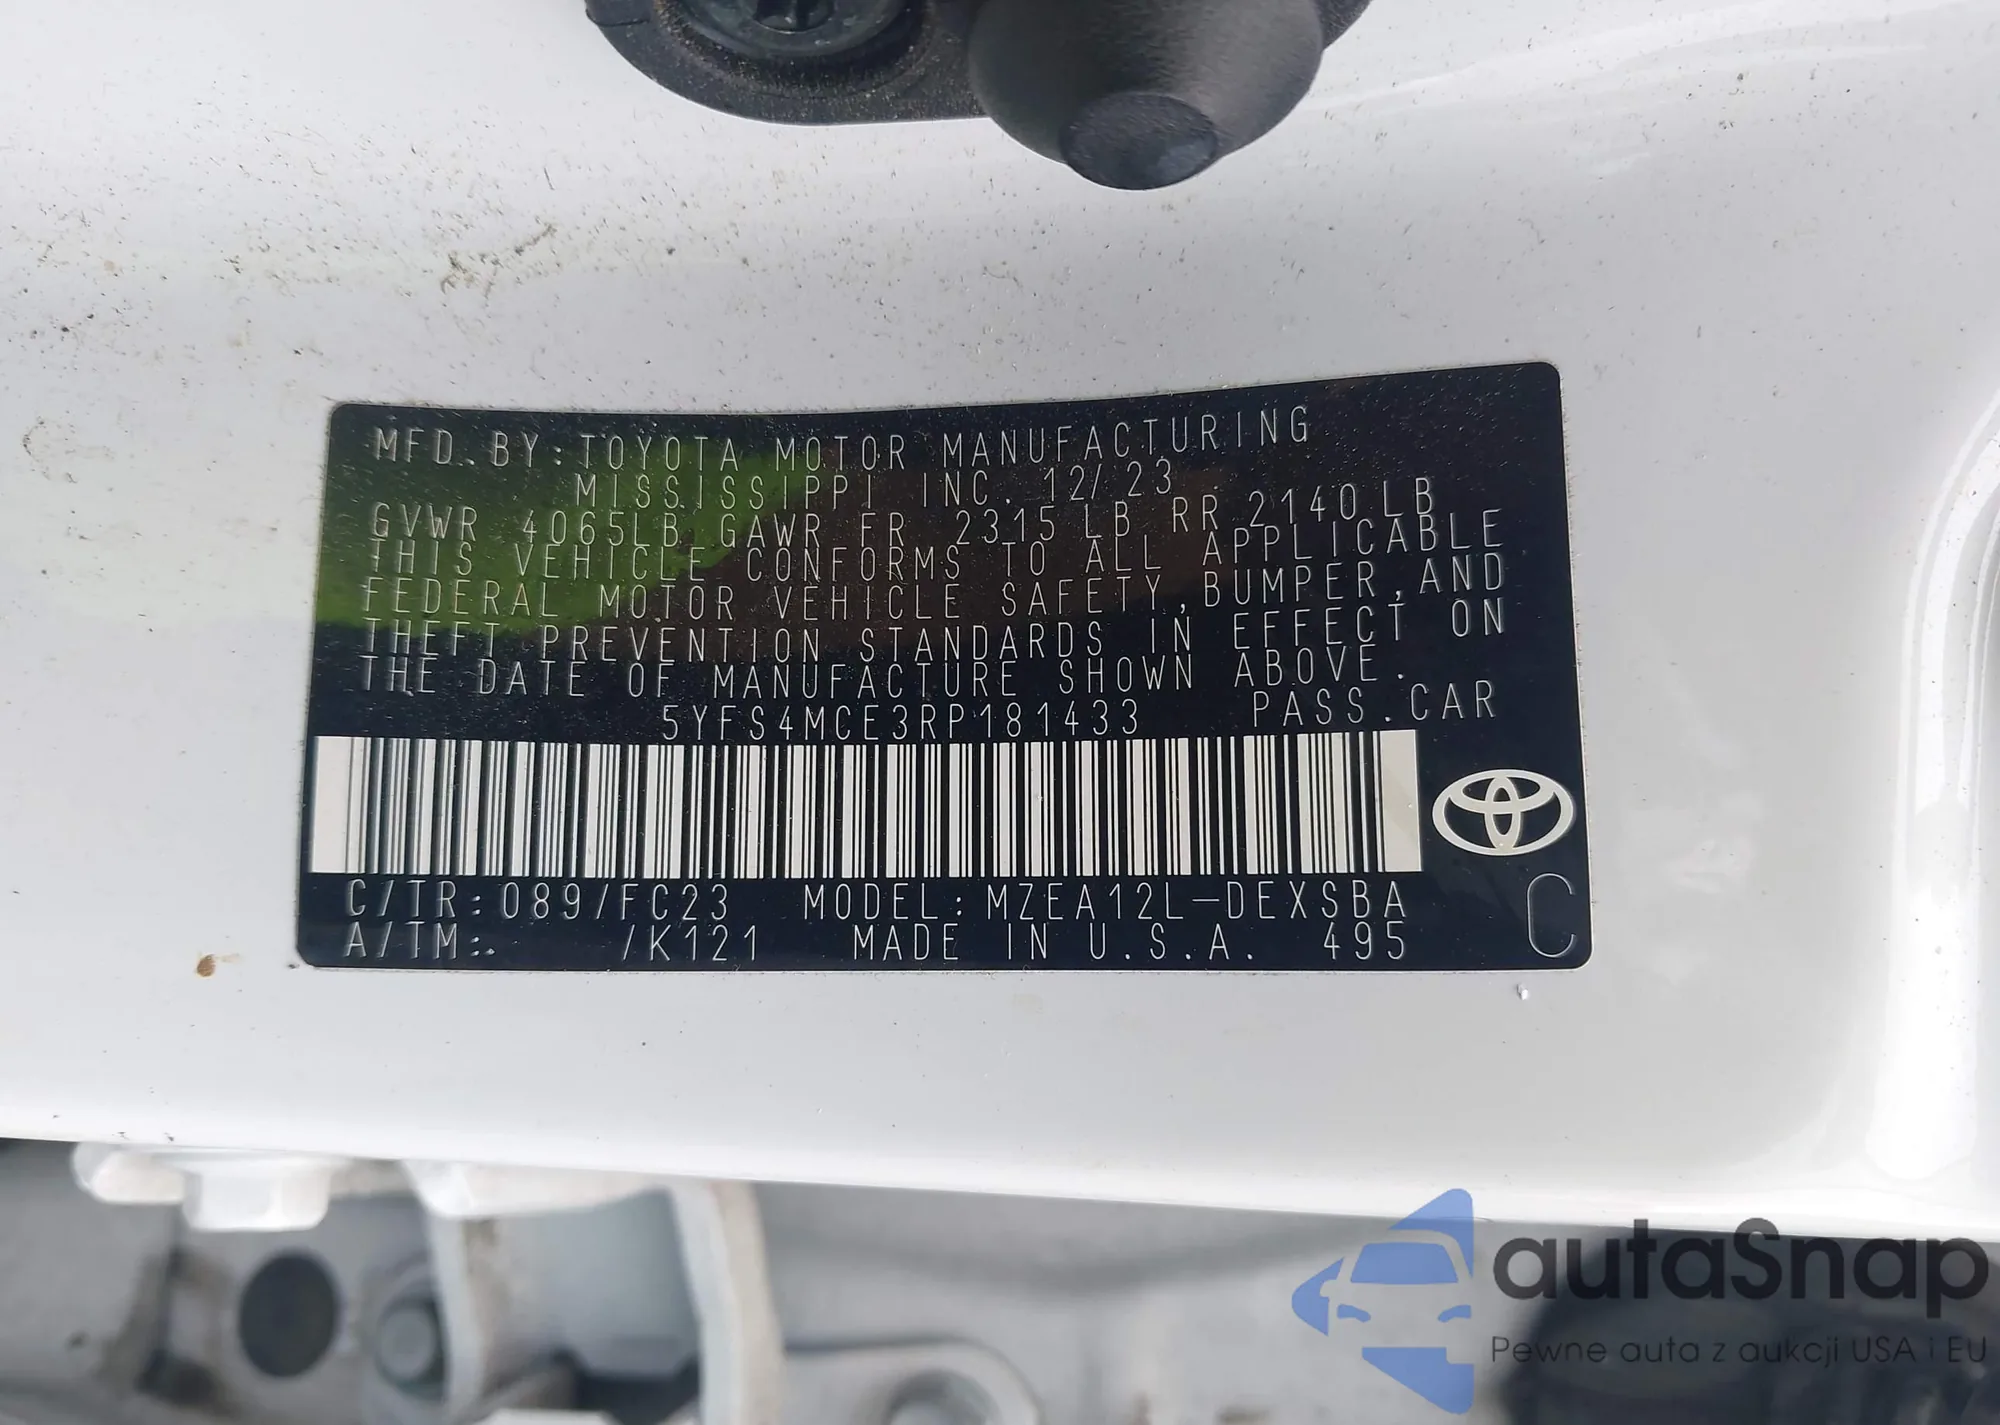 MFD. BY: TOYOTA MOTOR MANUFACTURING
MISSISSIPPI INC. 12/23
GVWR 4065LB GAWR FR 2315 LB RR 2140 LB
THIS VEHICLE CONFORMS TO ALL APPLICABLE
FEDERAL MOTOR VEHICLE SAFETY, BUMPER, AND
THEFT PREVENTION STANDARDS IN EFFECT ON
THE DATE OF MANUFACTURE SHOWN ABOVE.
5YFS4MCE3RP181433 PASS. CAR
C/TR: 089/FC23 MODEL: MZEA12L-DEXSBA
A/TM: /K121 MADE IN U.S.A. 495
C
autoSnap
Pewne auta z aukcji USA i EU